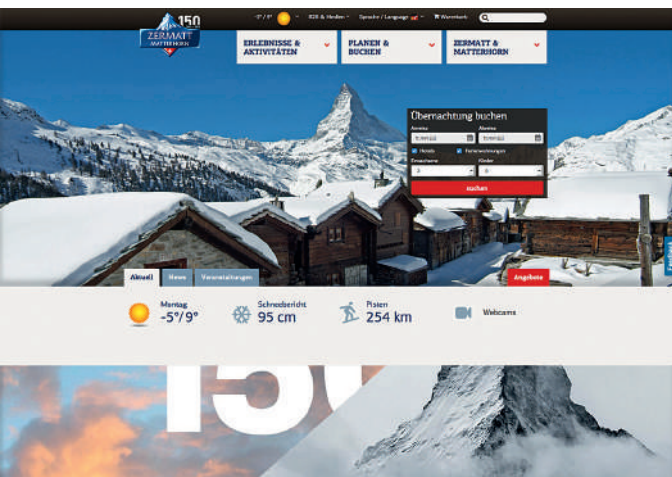 150
ZERMATT
MATTERHORN
-5°/9°
B2B & Medien
Sprache / Language
Warenkorb
ERLEBNISSE &
AKTIVITÄTEN
PLANEN &
BUCHEN
ZERMATT &
MATTERHORN
Übernachtung buchen
Anreise
Abreise
Hotels
Ferienwohnungen
Erwachsene
Kinder
suchen
Aktuell
News
Veranstaltungen
Angebote
Montag
-5°/9°
Schneebericht
95 cm
Pisten
254 km
Webcams
150